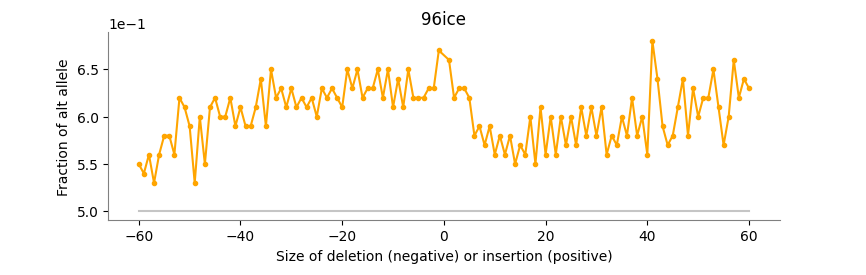 96ice
1e−1
Fraction of alt allele
6.5
6.0
5.5
5.0
−60 −40 −20 0 20 40 60
Size of deletion (negative) or insertion (positive)